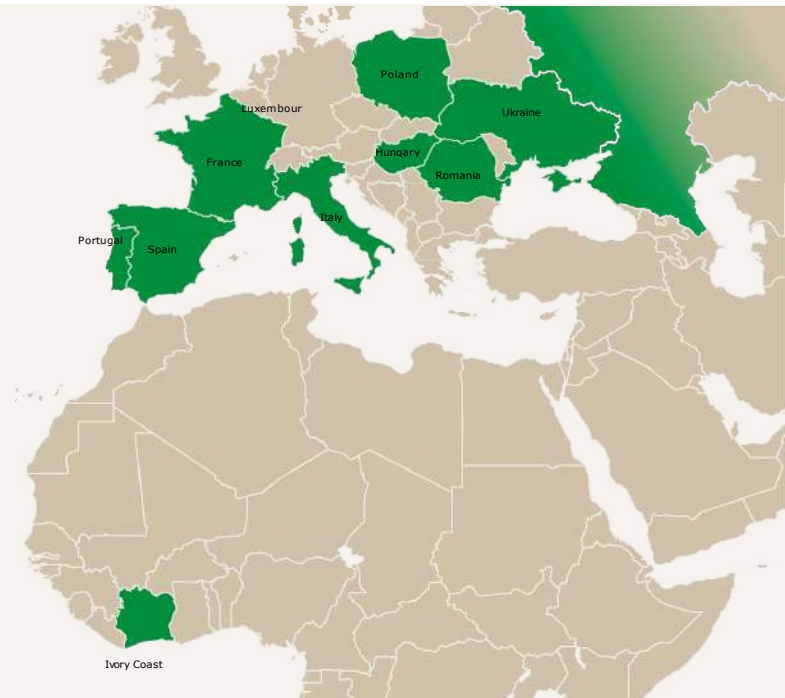 Poland
Luxembour
Ukraine
Hungary
France
Romania
Italy
Portugal
Spain
Ivory Coast